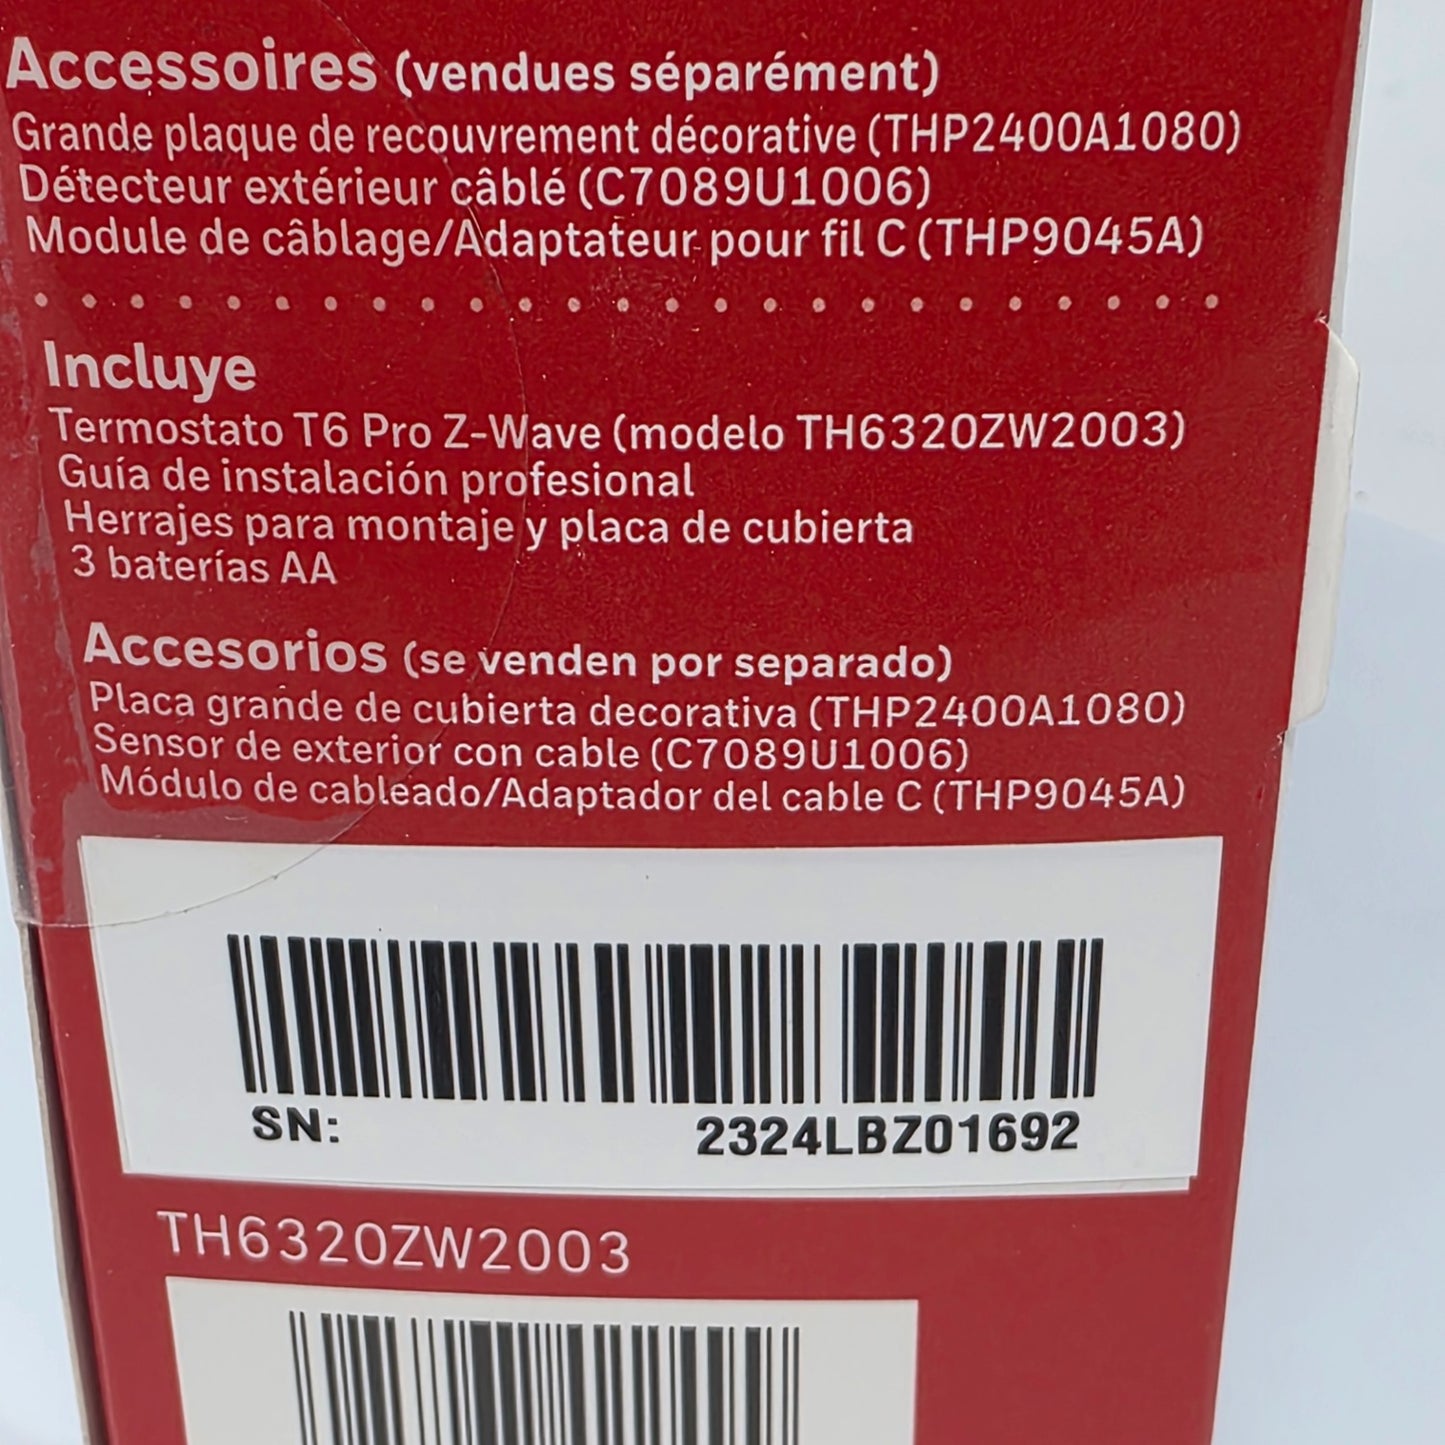 Accessoires (vendues séparément)
Grande plaque de recouvrement décorative (THP2400A1080)
Détecteur extérieur câblé (C7089U1006)
Module de câblage/Adaptateur pour fil C (THP9045A)
Incluye
Termostato T6 Pro Z-Wave (modelo TH6320ZW2003)
Guía de instalación profesional
Herrajes para montaje y placa de cubierta
3 baterías AA
Accesorios (se venden por separado)
Placa grande de cubierta decorativa (THP2400A1080)
Sensor de exterior con cable (C7089U1006)
Módulo de cableado/Adaptador del cable C (THP9045A)
SN: 2324LBZ01692
TH6320ZW2003